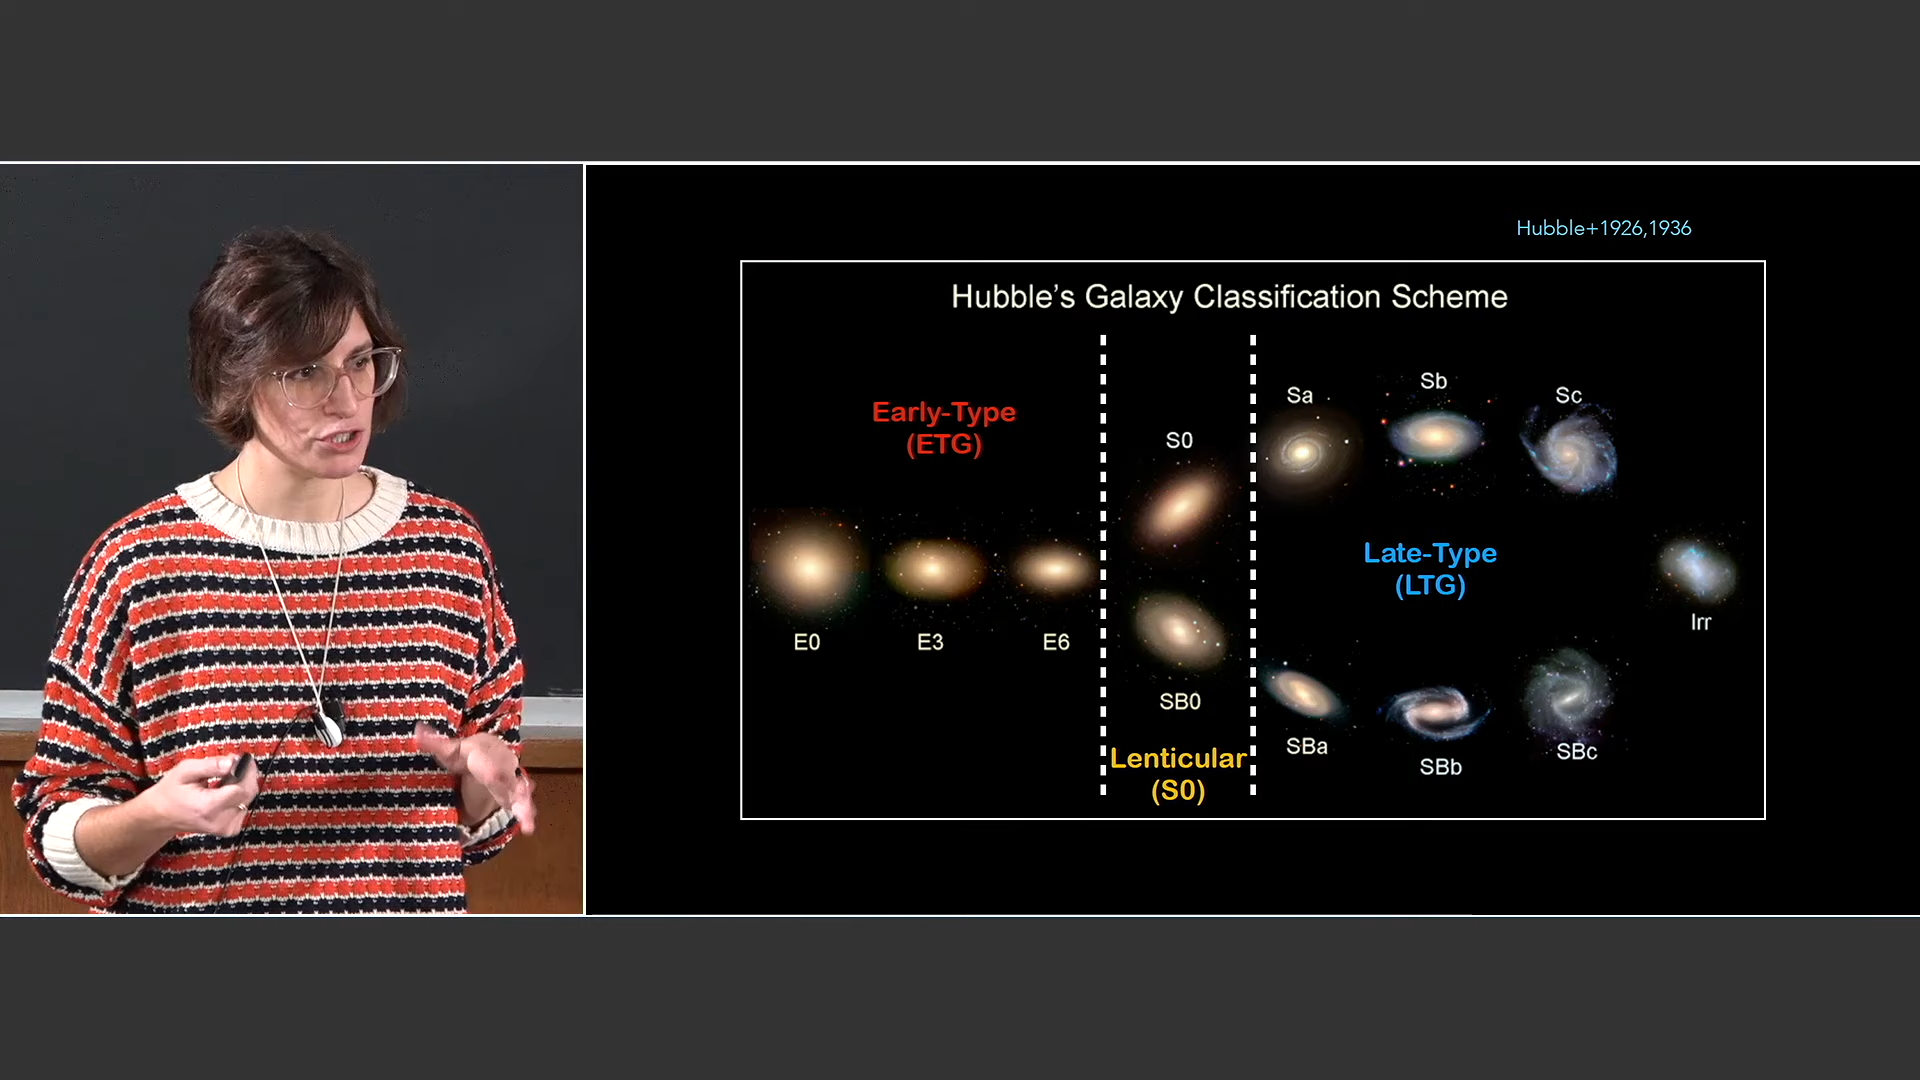 Hubble+1926,1936
Hubble's Galaxy Classification Scheme
Early-Type
(ETG)
E0
E3
E6
S0
SB0
Lenticular
(S0)
Sa
Sb
Sc
Late-Type
(LTG)
SBa
SBb
SBc
Irr